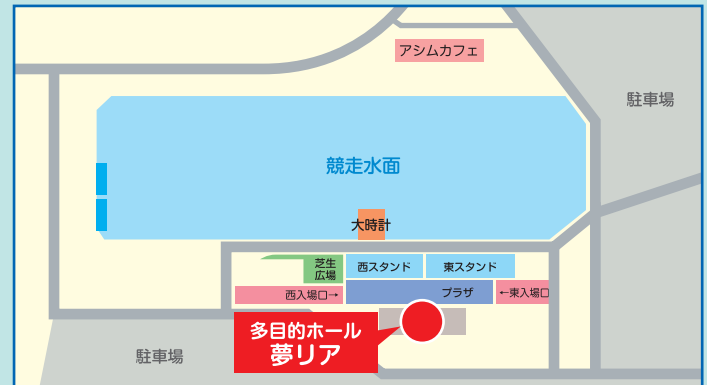 アシムカフェ
駐車場
競走水面
大時計
芝生
広場
西スタンド
東スタンド
西入場口→
プラザ
←東入場口
多目的ホール
夢リア
駐車場